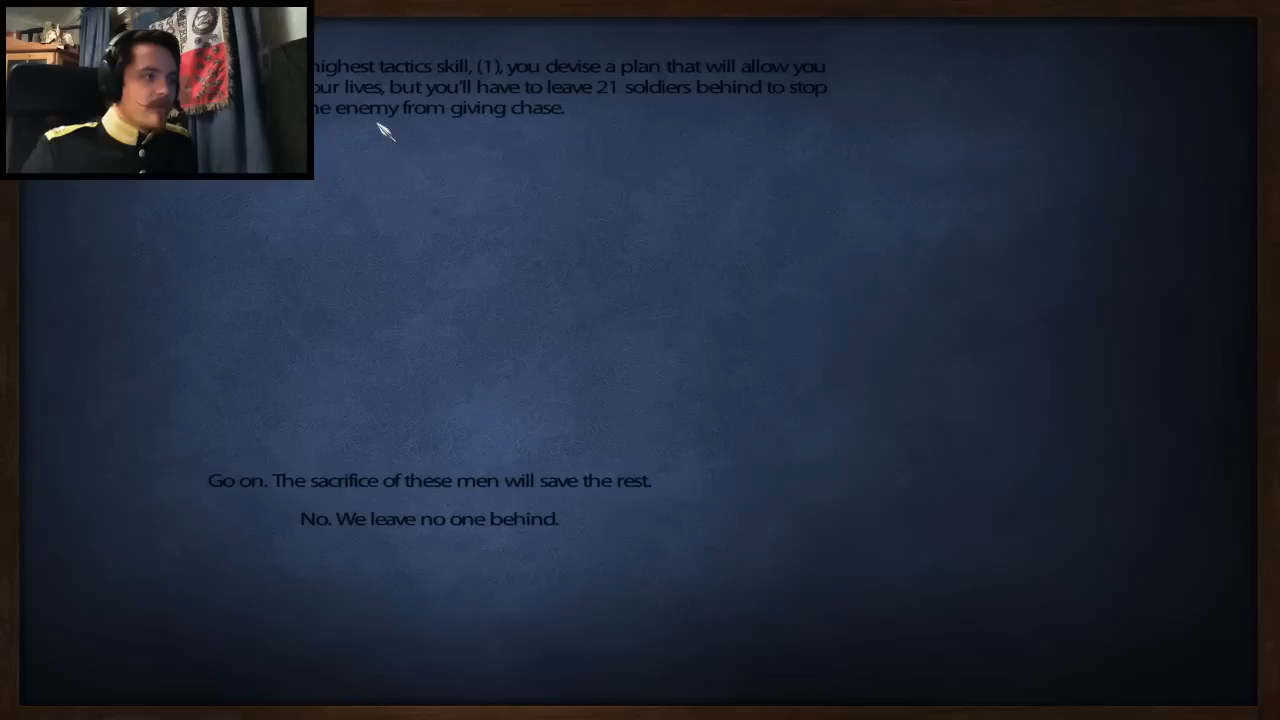 highest tactics skill, (1), you devise a plan that will allow you
our lives, but you'll have to leave 21 soldiers behind to stop
enemy from giving chase.
Go on. The sacrifice of these men will save the rest.
No. We leave no one behind.